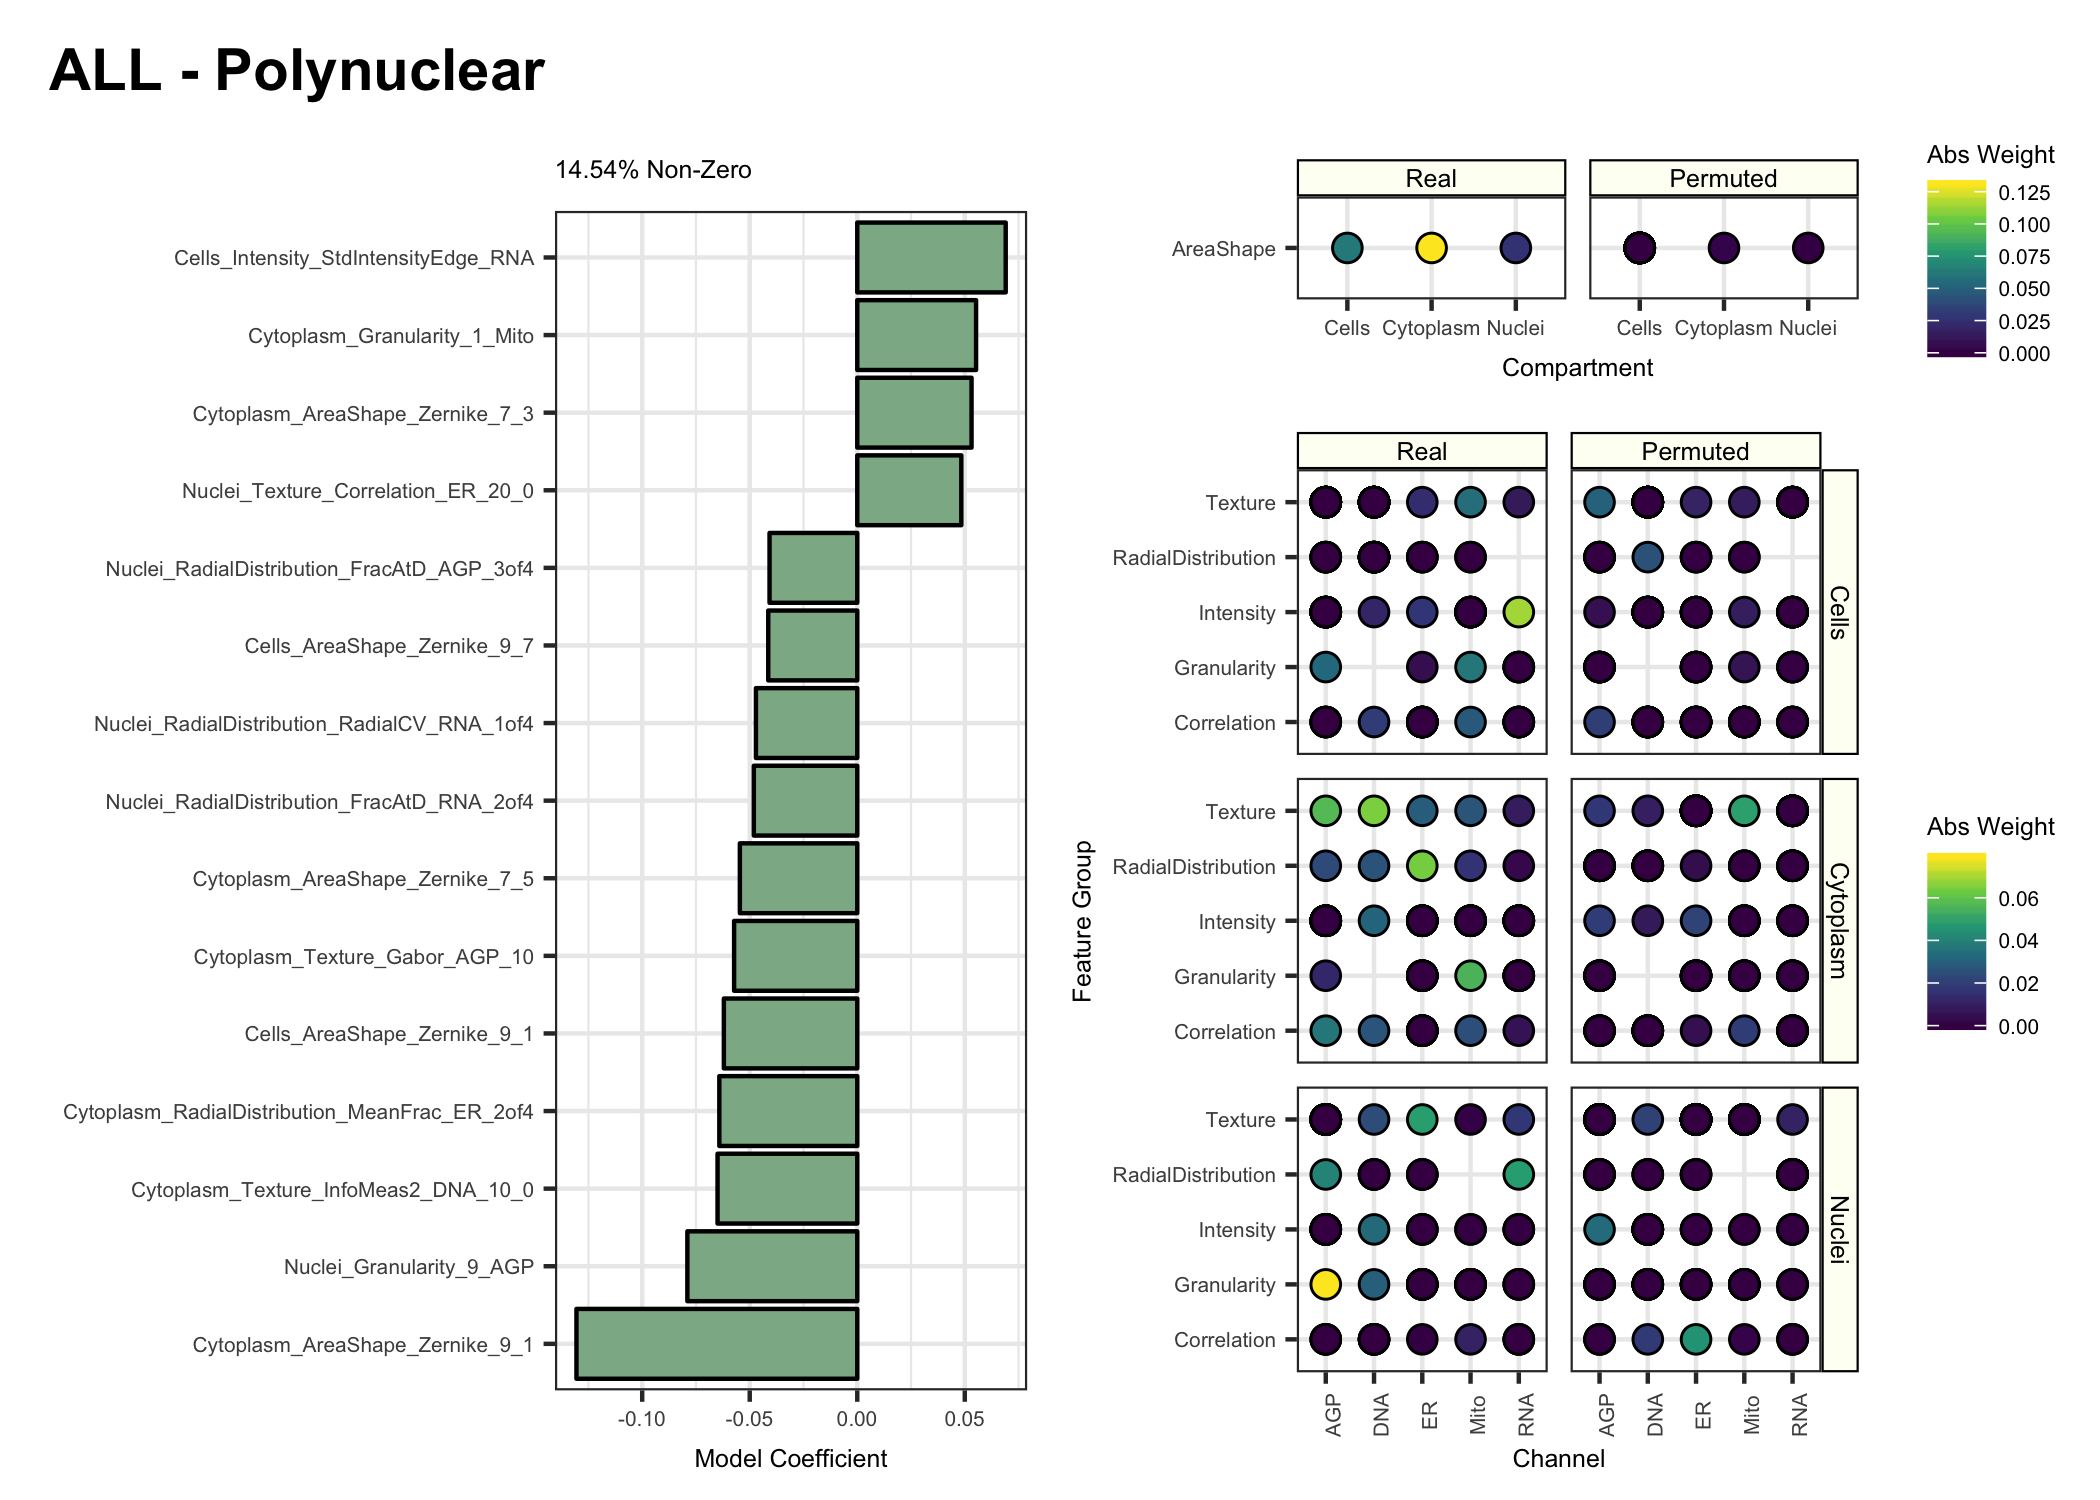 ALL - Polynuclear
14.54% Non-Zero
Cells_Intensity_StdIntensityEdge_RNA
Cytoplasm_Granularity_1_Mito
Cytoplasm_AreaShape_Zernike_7_3
Nuclei_Texture_Correlation_ER_20_0
Nuclei_RadialDistribution_FracAtD_AGP_3of4
Cells_AreaShape_Zernike_9_7
Nuclei_RadialDistribution_RadialCV_RNA_1of4
Nuclei_RadialDistribution_FracAtD_RNA_2of4
Cytoplasm_AreaShape_Zernike_7_5
Cytoplasm_Texture_Gabor_AGP_10
Cells_AreaShape_Zernike_9_1
Cytoplasm_RadialDistribution_MeanFrac_ER_2of4
Cytoplasm_Texture_InfoMeas2_DNA_10_0
Nuclei_Granularity_9_AGP
Cytoplasm_AreaShape_Zernike_9_1
-0.10 -0.05 0.00 0.05
Model Coefficient
Real Permuted
AreaShape
Cells Cytoplasm Nuclei Cells Cytoplasm Nuclei
Compartment
Abs Weight
0.125
0.100
0.075
0.050
0.025
0.000
Real Permuted
Feature Group
Texture
RadialDistribution
Intensity
Granularity
Correlation
Cells
Texture
RadialDistribution
Intensity
Granularity
Correlation
Cytoplasm
Texture
RadialDistribution
Intensity
Granularity
Correlation
Nuclei
AGP DNA ER Mito RNA AGP DNA ER Mito RNA
Channel
Abs Weight
0.06
0.04
0.02
0.00